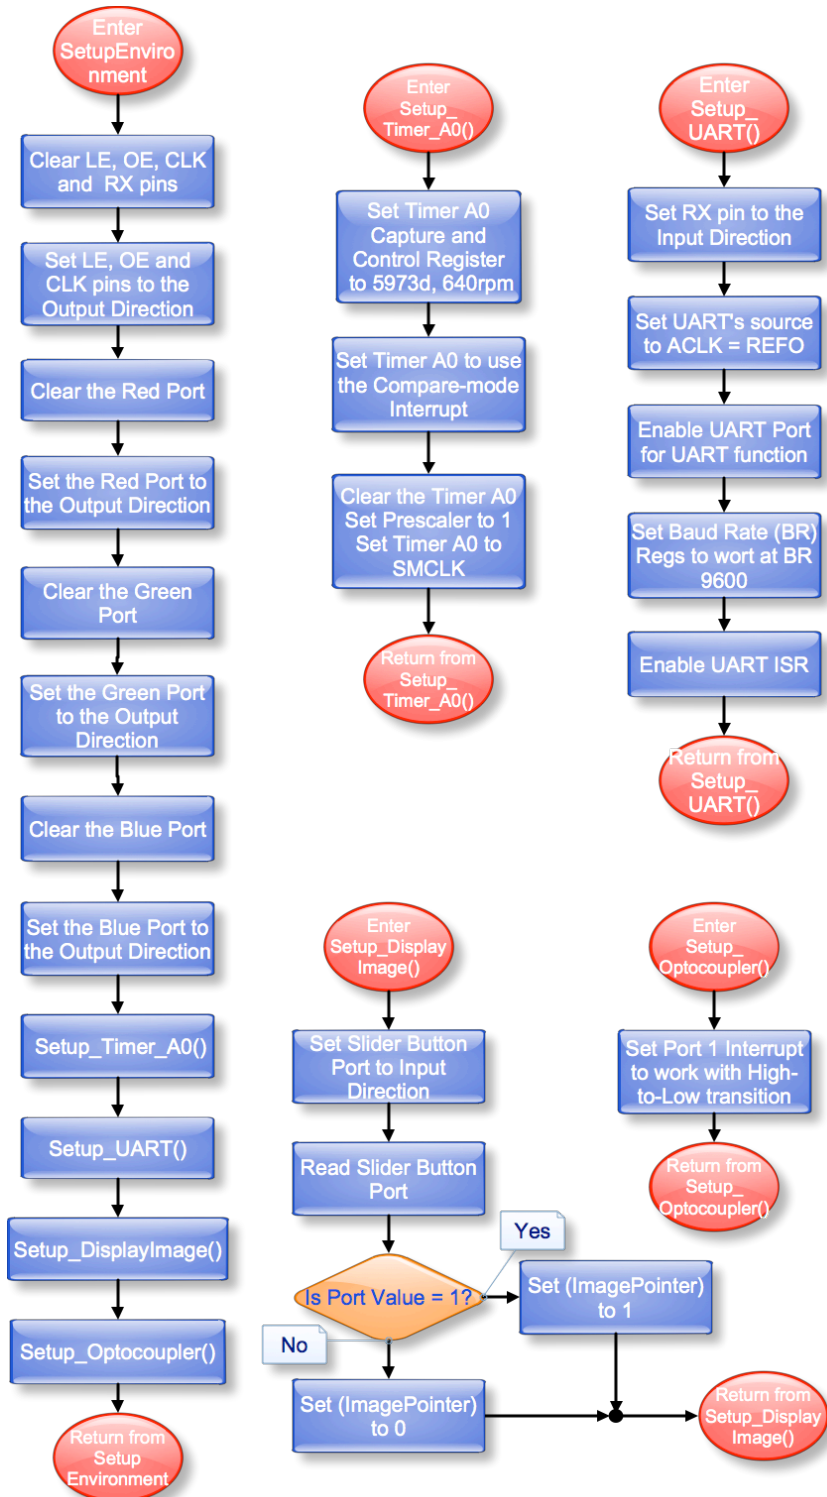 Enter
SetupEnviro
nment
Clear LE, OE, CLK
and RX pins
Set LE, OE and
CLK pins to the
Output Direction
Clear the Red Port
Set the Red Port to
the Output Direction
Clear the Green
Port
Set the Green Port
to the Output
Direction
Clear the Blue Port
Set the Blue Port to
the Output Direction
Setup_Timer_A0()
Setup_UART()
Setup_DisplayImage()
Setup_Optocoupler()
Return from
Setup
Environment
Enter
Setup_
Timer_A0()
Set Timer A0
Capture and
Control Register
to 5973d, 640rpm
Set Timer A0 to use
the Compare-mode
Interrupt
Clear the Timer A0
Set Prescaler to 1
Set Timer A0 to
SMCLK
Return from
Setup_
Timer_A0()
Enter
Setup_
UART()
Set RX pin to the
Input Direction
Set UART's source
to ACLK = REFO
Enable UART Port
for UART function
Set Baud Rate (BR)
Regs to wort at BR
9600
Enable UART ISR
Return from
Setup_
UART()
Enter
Setup_Display
Image()
Set Slider Button
Port to Input
Direction
Read Slider Button
Port
Is Port Value = 1?
Yes
No
Set (ImagePointer)
to 1
Set (ImagePointer)
to 0
Return from
Setup_Display
Image()
Enter
Setup_
Optocoupler()
Set Port 1 Interrupt
to work with High-
to-Low transition
Return from
Setup_
Optocoupler()